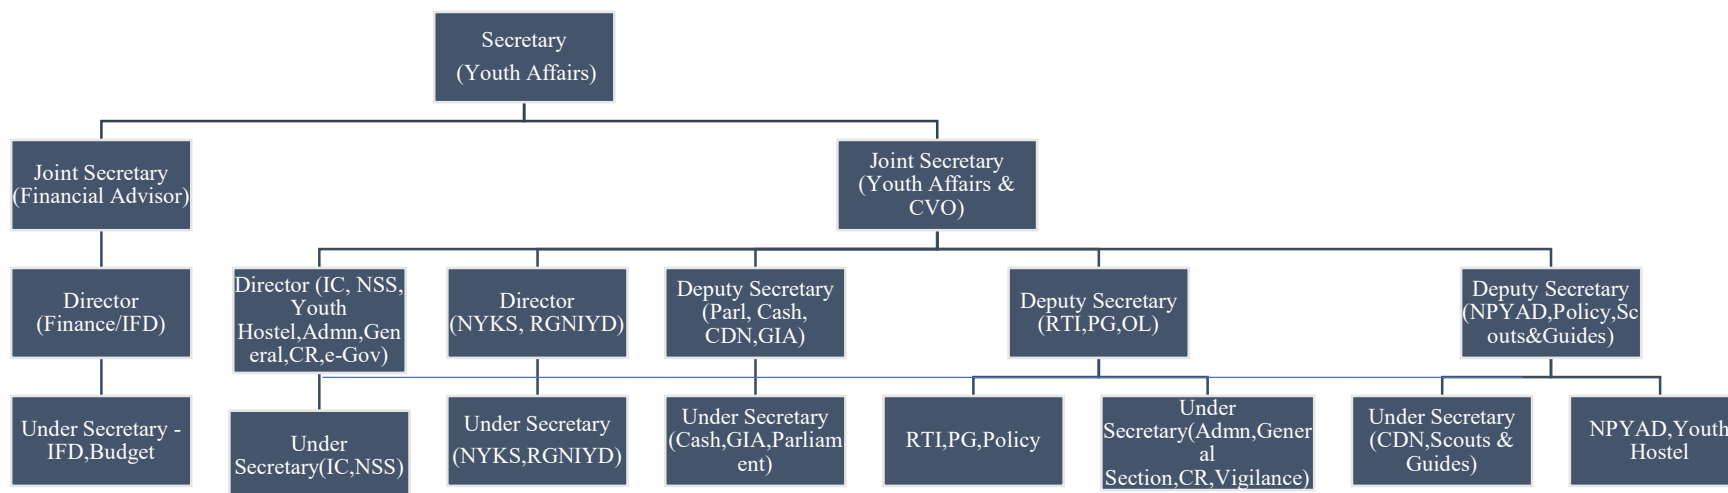 Secretary
(Youth Affairs)
Joint Secretary
(Financial Advisor)
Joint Secretary
(Youth Affairs &
CVO)
Director
(Finance/IFD)
Director (IC, NSS,
Youth
Hostel,Admn,Gen
eral,CR,e-Gov)
Director
(NYKS, RGNIYD)
Deputy Secretary
(Parl, Cash,
CDN,GIA)
Deputy Secretary
(RTI,PG,OL)
Deputy Secretary
(NPYAD,Policy,Sc
outs&Guides)
Under Secretary -
IFD,Budget
Under
Secretary(IC,NSS)
Under Secretary
(NYKS,RGNIYD)
Under Secretary
(Cash,GIA,Parliam
ent)
RTI,PG,Policy
Under
Secretary(Admn,Gener
al
Section,CR,Vigilance)
Under Secretary
(CDN,Scouts &
Guides)
NPYAD,Youth
Hostel